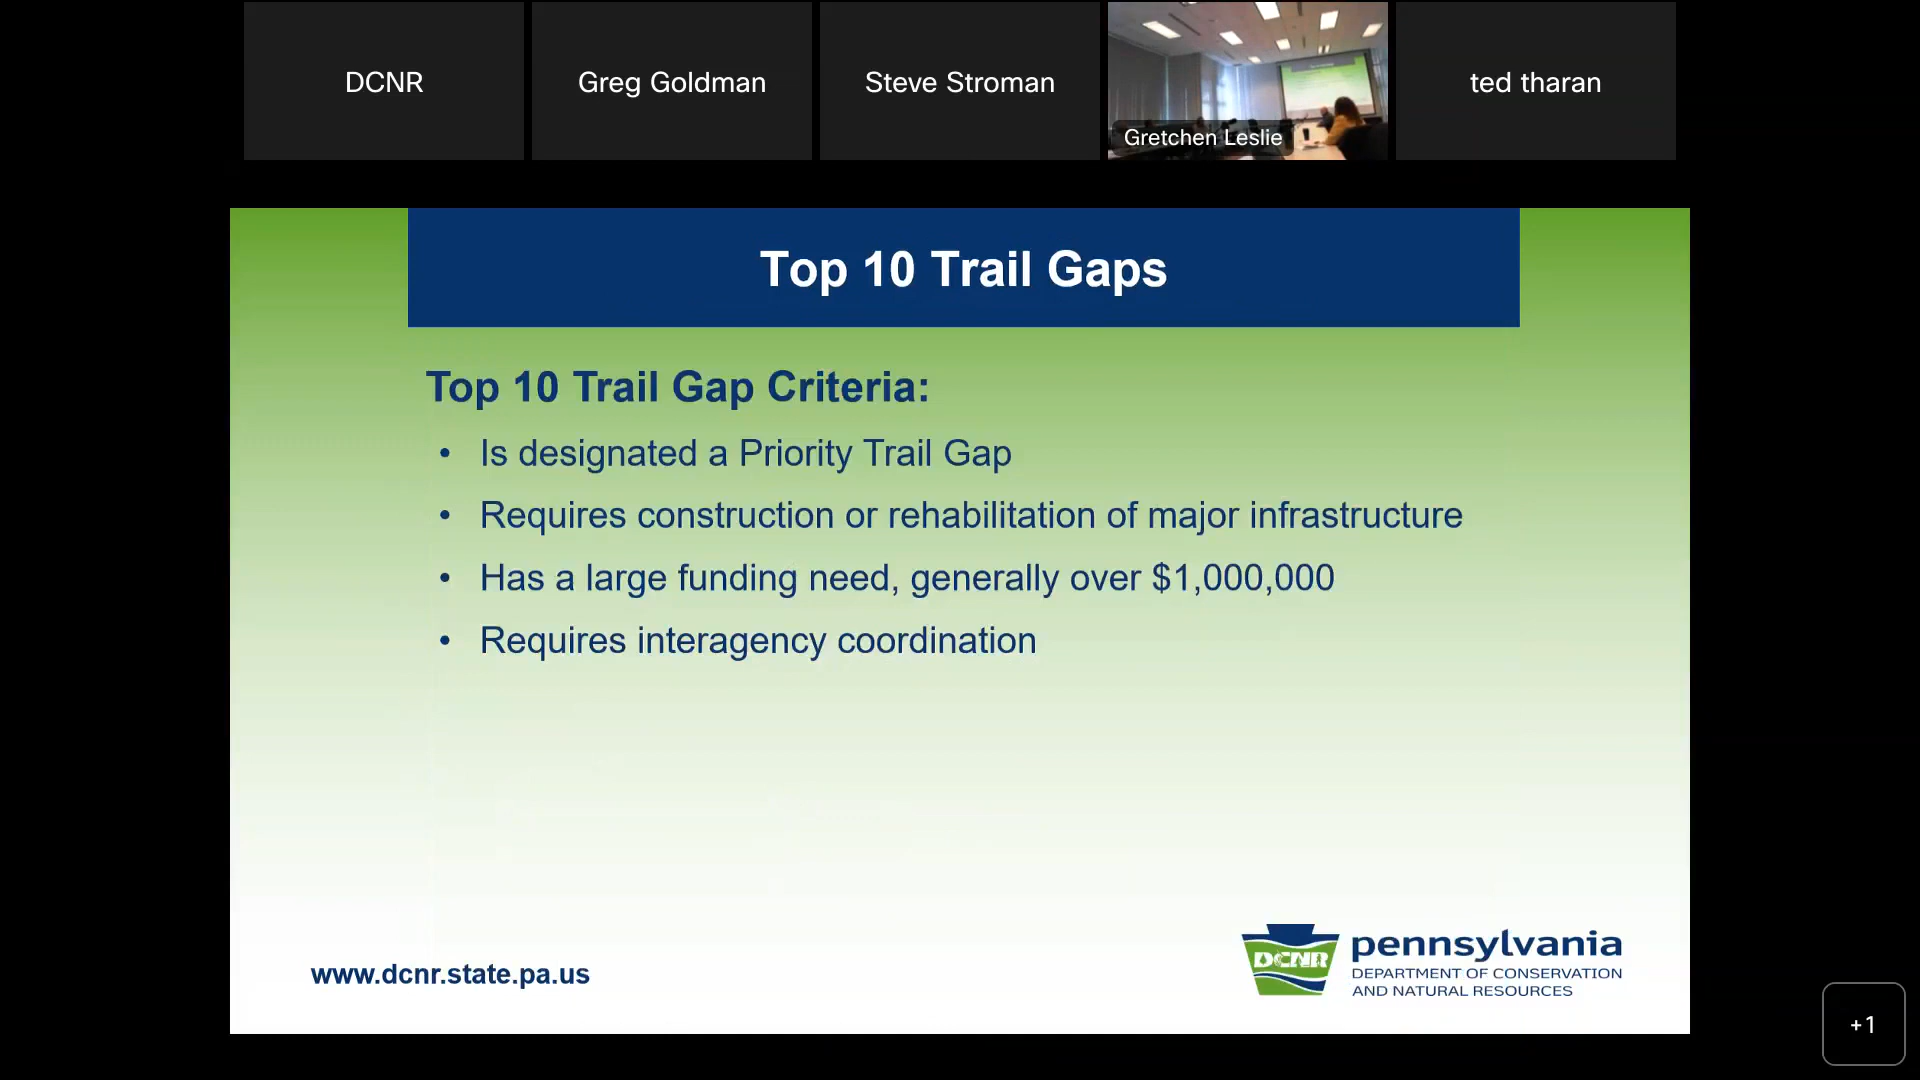 DCNR
Greg Goldman
Steve Stroman
Gretchen Leslie
ted tharan
Top 10 Trail Gaps
Top 10 Trail Gap Criteria:
• Is designated a Priority Trail Gap
• Requires construction or rehabilitation of major infrastructure
• Has a large funding need, generally over $1,000,000
• Requires interagency coordination
www.dcnr.state.pa.us
DCNR
pennsylvania
DEPARTMENT OF CONSERVATION
AND NATURAL RESOURCES
+1